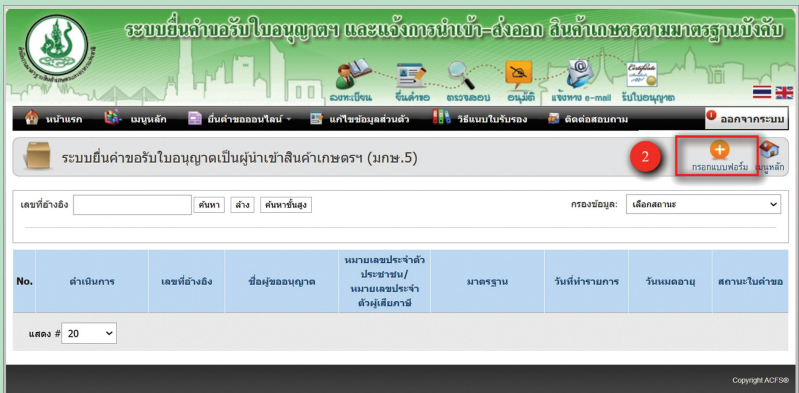 ระบบยื่นคำขอรับใบอนุญาตฯ และแจ้งการนำเข้า-ส่งออก สินค้าเกษตรตามมาตรฐานบังคับ
ลงทะเบียน ยื่นคำขอ ตรวจสอบ อนุมัติ แจ้งทาง e-mail รับใบอนุญาต
หน้าแรก เมนูหลัก ยื่นคำขอออนไลน์ แก้ไขข้อมูลส่วนตัว วิธีแนบใบรับรอง ติดต่อสอบถาม ออกจากระบบ
ระบบยื่นคำขอรับใบอนุญาตเป็นผู้นำเข้าสินค้าเกษตรฯ (มกษ.5)
2
กรอกแบบฟอร์ม เมนูหลัก
เลขที่อ้างอิง ค้นหา ล้าง ค้นหาขั้นสูง กรองข้อมูล: เลือกสถานะ
No. ดำเนินการ เลขที่อ้างอิง ชื่อผู้ขออนุญาต หมายเลขประจำตัวประชาชน/หมายเลขประจำตัวผู้เสียภาษี มาตรฐาน วันที่ทำรายการ วันหมดอายุ สถานะใบคำขอ
แสดง # 20
Copyright ACFS®